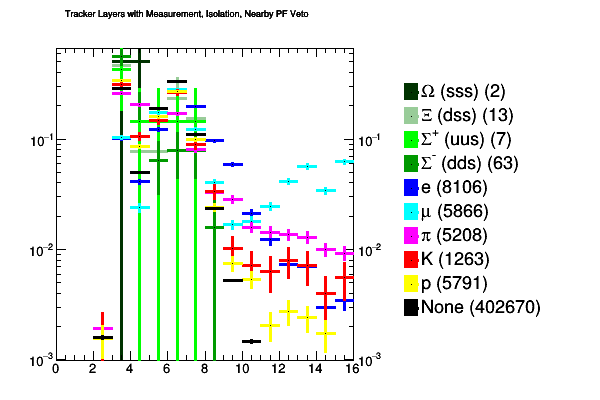 Tracker Layers with Measurement, Isolation, Nearby PF Veto
10⁻¹
10⁻²
10⁻³
10⁻¹
10⁻²
10⁻³
0 2 4 6 8 10 12 14 16
Ω (sss) (2)
Ξ (dss) (13)
Σ⁺ (uus) (7)
Σ⁻ (dds) (63)
e (8106)
μ (5866)
π (5208)
K (1263)
p (5791)
None (402670)